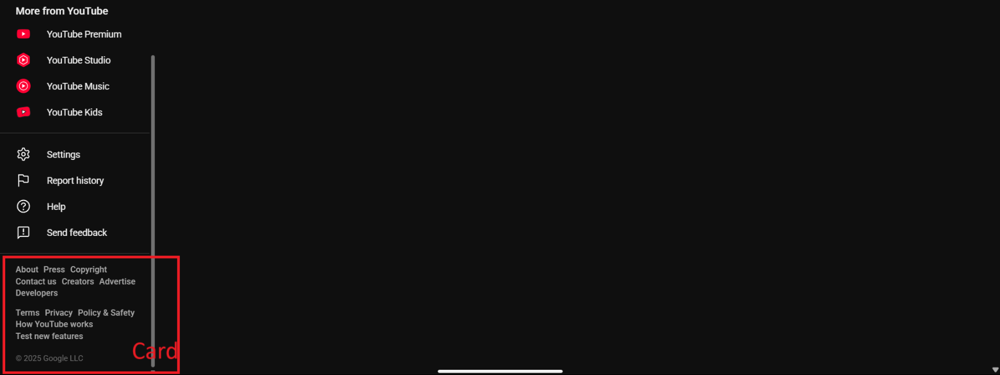 More from YouTube
YouTube Premium
YouTube Studio
YouTube Music
YouTube Kids
Settings
Report history
Help
Send feedback
About Press Copyright
Contact us Creators Advertise
Developers
Terms Privacy Policy & Safety
How YouTube works
Test new features
Card
© 2025 Google LLC